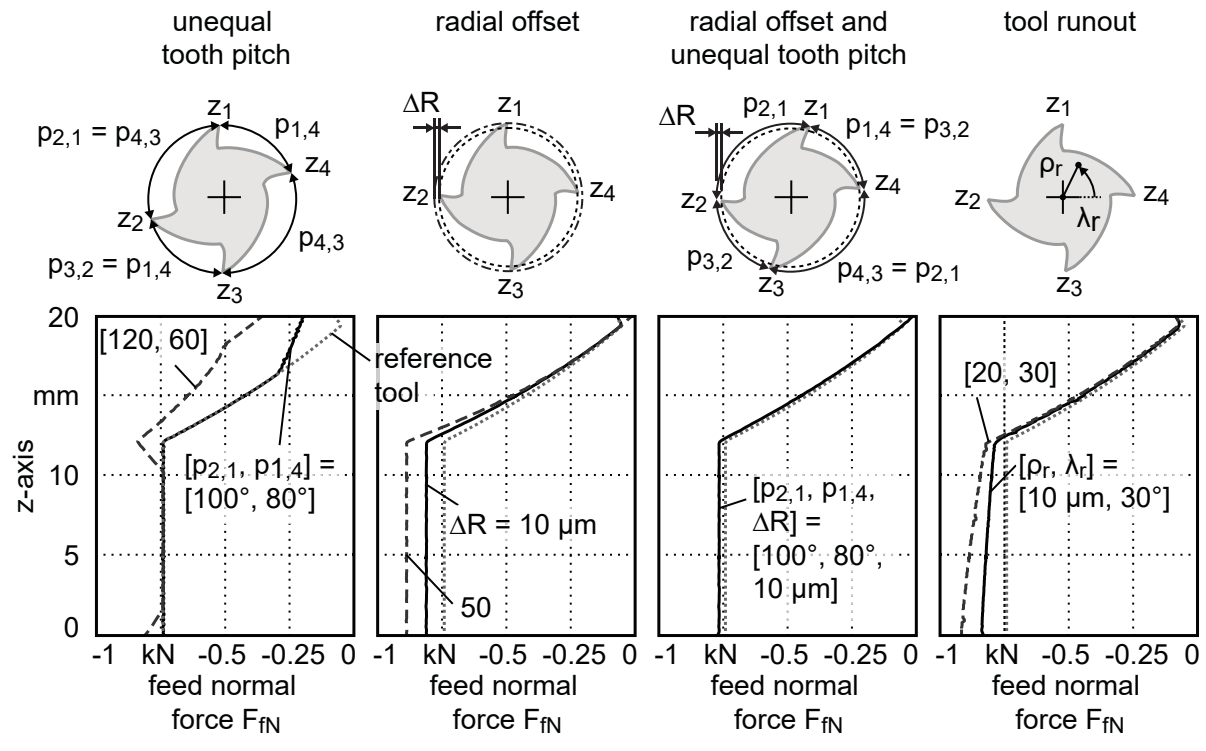 unequal
tooth pitch
z1
p2,1 = p4,3
p1,4
z4
z2
p4,3
p3,2 = p1,4
z3
radial offset
ΔR
z1
z2
z4
z3
radial offset and
unequal tooth pitch
ΔR
p2,1
z1
p1,4 = p3,2
z4
z2
p3,2
p4,3 = p2,1
z3
tool runout
z1
ρr
z2
z4
λr
z3
z-axis
20
mm
10
5
0
[120, 60]
reference
tool
[p2,1, p1,4] =
[100°, 80°]
-1 kN -0.5 -0.25 0
feed normal
force FfN
ΔR = 10 µm
50
-1 kN -0.5 -0.25 0
feed normal
force FfN
[p2,1, p1,4,
ΔR] =
[100°, 80°,
10 µm]
-1 kN -0.5 -0.25 0
feed normal
force FfN
[20, 30]
[ρr, λr] =
[10 µm, 30°]
-1 kN -0.5 -0.25 0
feed normal
force FfN